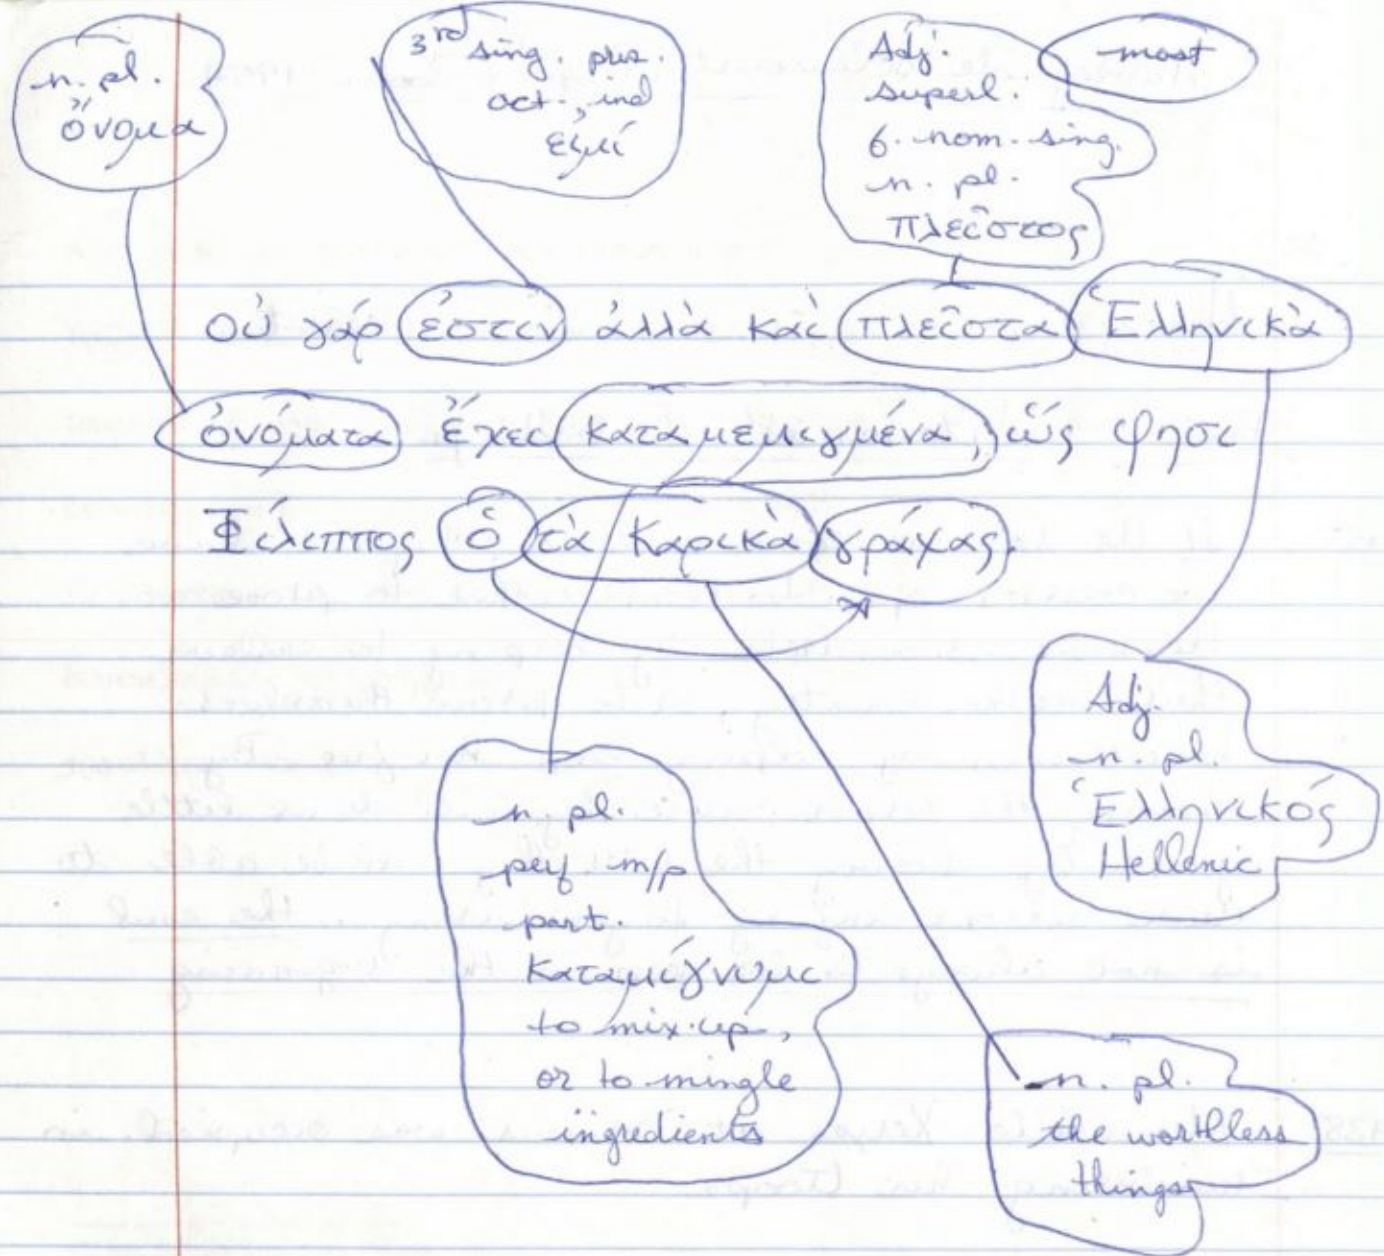 n. pl.
ὄνομα
3rd sing. pres.
act., ind
εἰμί
Adj.
superl.
f. nom. sing.
n. pl.
πλεῖστος
most
οὐ γάρ ἐστιν ἀλλὰ καὶ πλεῖστα Ἑλληνικὰ
ὀνόματα ἔχει καταμεμιγμένα, ὥς φησι
Φίλιππος ὁ τὰ Καρικὰ γράψας.
Adj.
n. pl.
Ἑλληνικός
Hellenic
n. pl.
perf m/p
part.
καταμίγνυμι
to mix up,
or to mingle
ingredients
n. pl.
the worthless
things